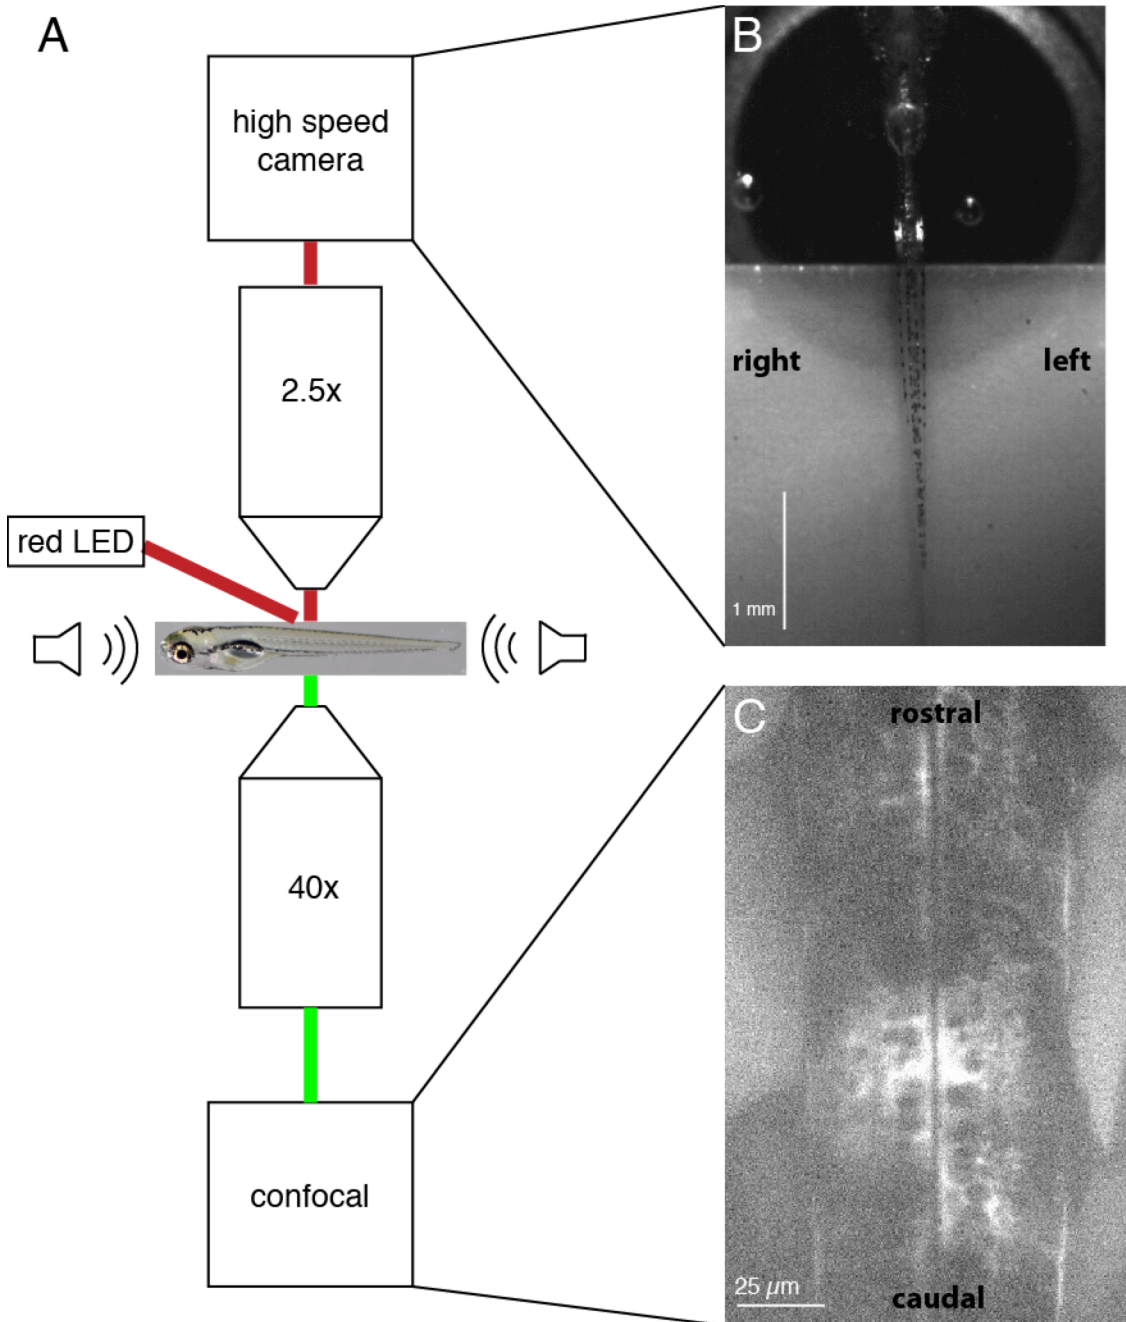 A
high speed
camera
2.5x
red LED
40x
confocal
B
right
left
1 mm
C
rostral
25 µm
caudal